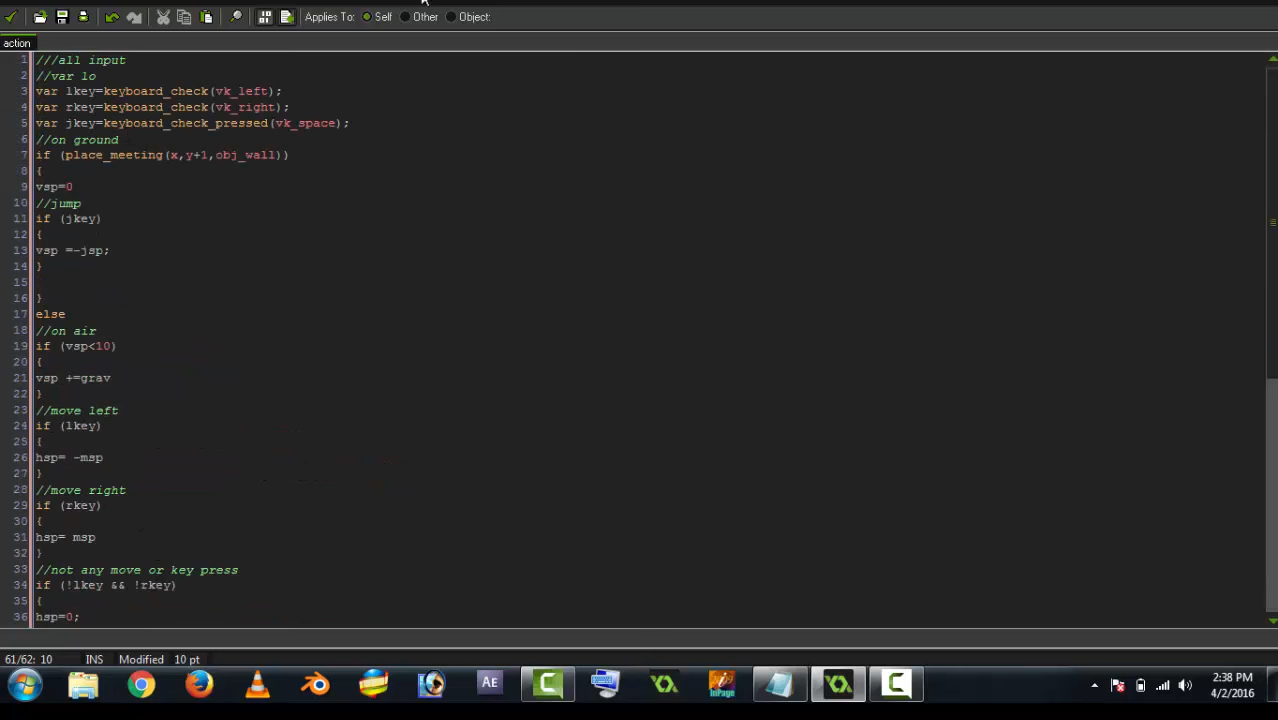 Applies To: Self Other Object:
action
1 ///all input
2 //var lo
3 var lkey=keyboard_check(vk_left);
4 var rkey=keyboard_check(vk_right);
5 var jkey=keyboard_check_pressed(vk_space);
6 //on ground
7 if (place_meeting(x,y+1,obj_wall))
8 {
9 vsp=0
10 //jump
11 if (jkey)
12 {
13 vsp =-jsp;
14 }
15
16 }
17 else
18 //on air
19 if (vsp<10)
20 {
21 vsp +=grav
22 }
23 //move left
24 if (lkey)
25 {
26 hsp= -msp
27 }
28 //move right
29 if (rkey)
30 {
31 hsp= msp
32 }
33 //not any move or key press
34 if (!lkey && !rkey)
35 {
36 hsp=0;
61/62: 10 INS Modified 10 pt
Ae
InPage
2:38 PM
4/2/2016